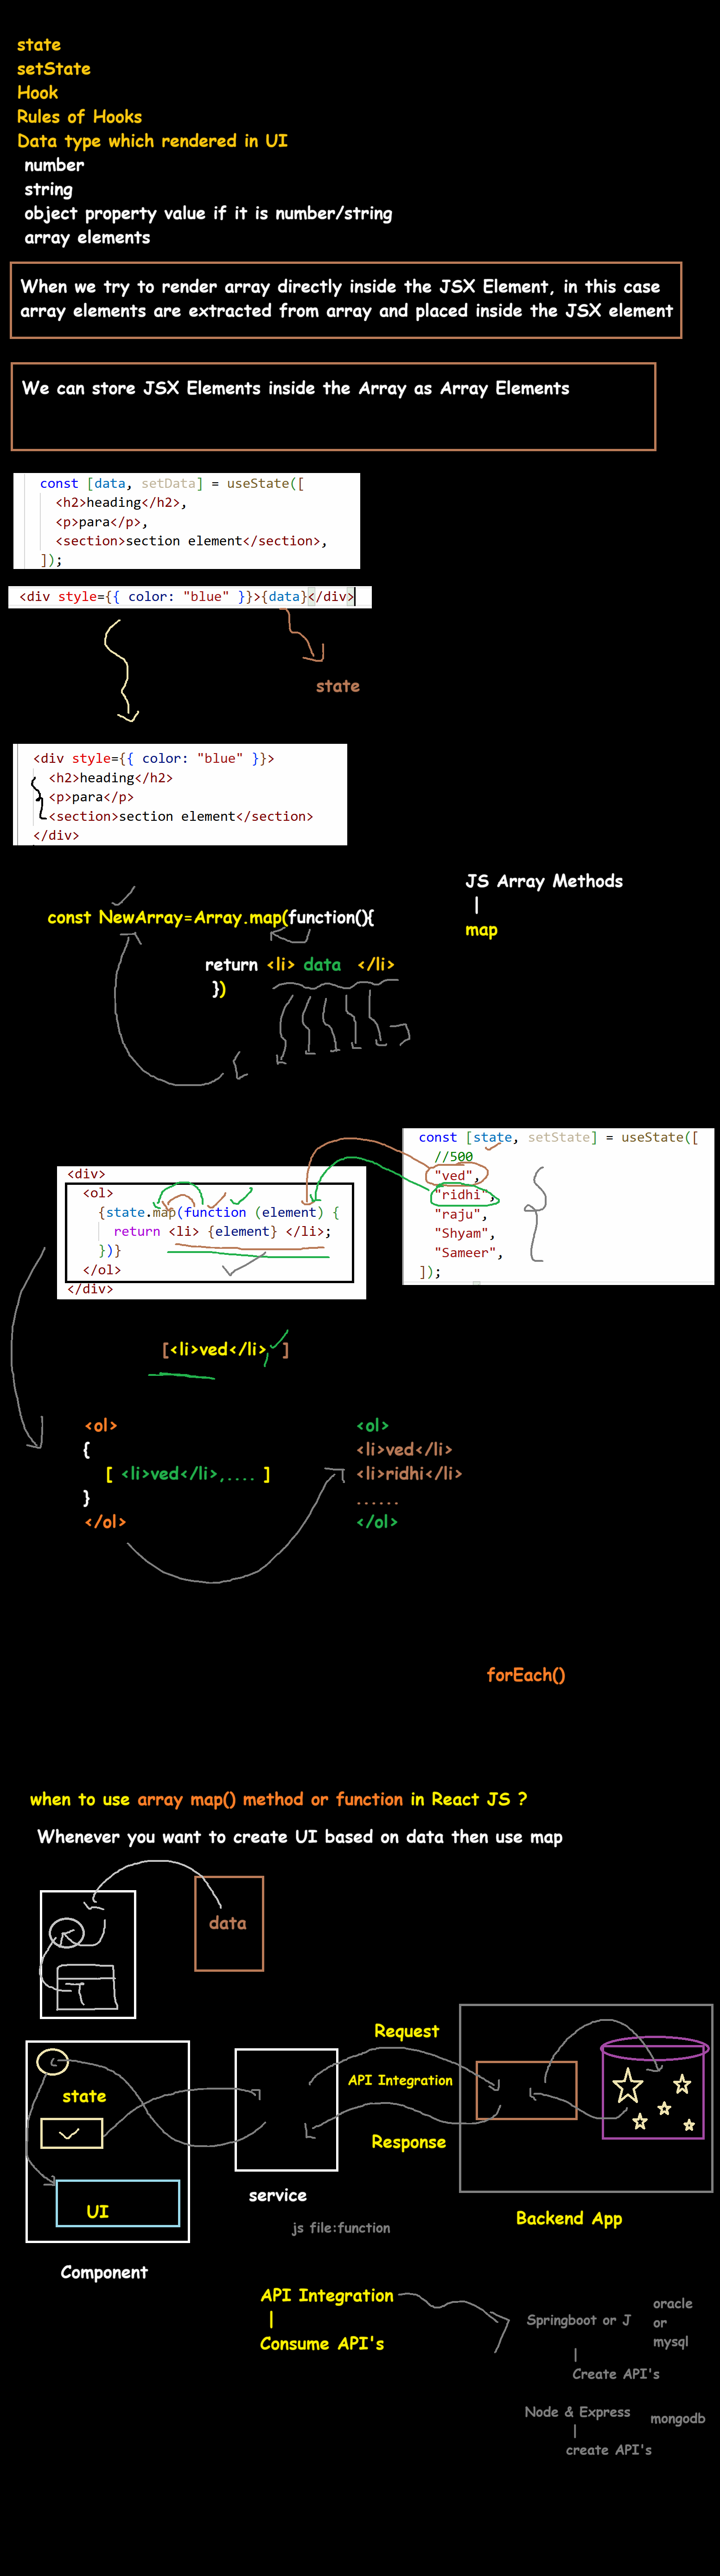 state
setState
Hook
Rules of Hooks
Data type which rendered in UI
number
string
object property value if it is number/string
array elements
When we try to render array directly inside the JSX Element, in this case
array elements are extracted from array and placed inside the JSX element
We can store JSX Elements inside the Array as Array Elements
const [data, setData] = useState([
<h2>heading</h2>,
<p>para</p>,
<section>section element</section>,
]);
<div style={{ color: "blue" }}>{data}</div>
state
<div style={{ color: "blue" }}>
<h2>heading</h2>
<p>para</p>
<section>section element</section>
</div>
JS Array Methods
|
map
const NewArray=Array.map(function(){
return <li> data </li>
})
const [state, setState] = useState([
//500
"ved",
"ridhi",
"raju",
"Shyam",
"Sameer",
]);
<div>
<ol>
{state.map(function (element) {
return <li> {element} </li>;
})}
</ol>
</div>
[<li>ved</li>, ]
<ol>
{
[ <li>ved</li>,.... ]
}
</ol>
<ol>
<li>ved</li>
<li>ridhi</li>
......
</ol>
forEach()
when to use array map() method or function in React JS ?
Whenever you want to create UI based on data then use map
data
Request
state
API Integration
Response
UI
service
js file:function
Backend App
Component
API Integration
|
Consume API's
Springboot or J
oracle
or
mysql
|
Create API's
Node & Express
mongodb
|
create API's